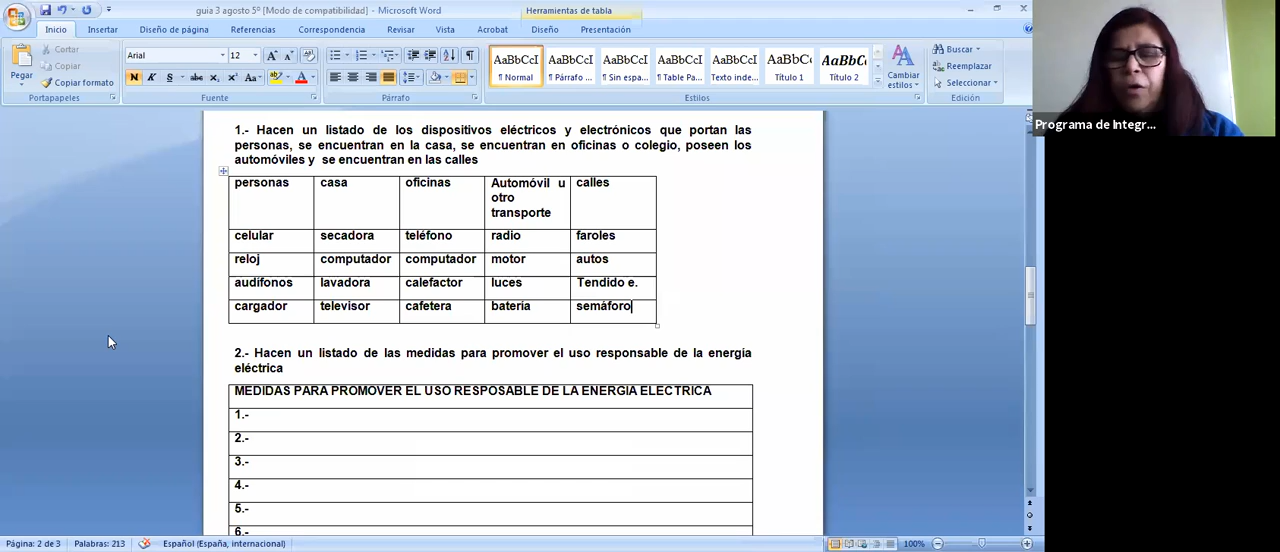 guia 3 agosto 5º [Modo de compatibilidad] - Microsoft Word
Herramientas de tabla
Inicio Insertar Diseño de página Referencias Correspondencia Revisar Vista Acrobat Diseño Presentación
Pegar
Cortar
Copiar
Copiar formato
Portapapeles
Arial 12
N K S abc x₂ x² Aa
Fuente
Párrafo
AaBbCcI AaBbCcI AaBbCcI AaBbCcI AaBbCcI AaBbCcI AaBbC
¶ Normal ¶ Párrafo ... ¶ Sin espa... ¶ Table Pa... Texto inde... Título 1 Título 2
Cambiar estilos
Estilos
Buscar
Reemplazar
Seleccionar
Edición
Programa de Integr...
1.- Hacen un listado de los dispositivos eléctricos y electrónicos que portan las
personas, se encuentran en la casa, se encuentran en oficinas o colegio, poseen los
automóviles y se encuentran en las calles
personas casa oficinas Automóvil u otro transporte calles
celular secadora teléfono radio faroles
reloj computador computador motor autos
audífonos lavadora calefactor luces Tendido e.
cargador televisor cafetera batería semáforo
2.- Hacen un listado de las medidas para promover el uso responsable de la energía
eléctrica
MEDIDAS PARA PROMOVER EL USO RESPOSABLE DE LA ENERGIA ELECTRICA
1.-
2.-
3.-
4.-
5.-
6.-
Página: 2 de 3 Palabras: 213 Español (España, internacional) 100%